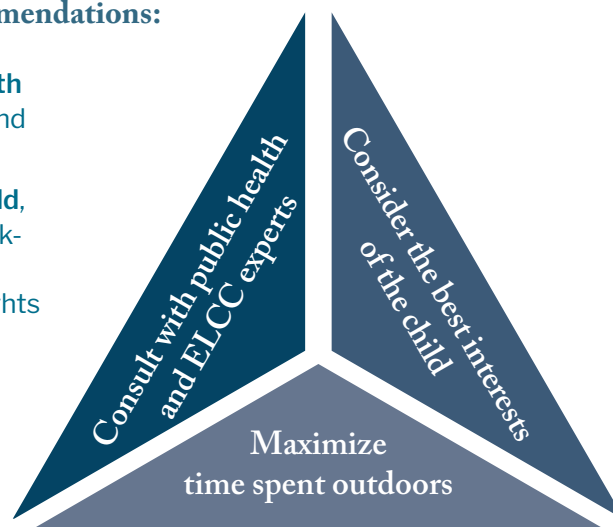 mendations:
th
nd
ld,
k-
hts
Consult with public health
and ELCC experts
Consider the best interests
of the child
Maximize
time spent outdoors